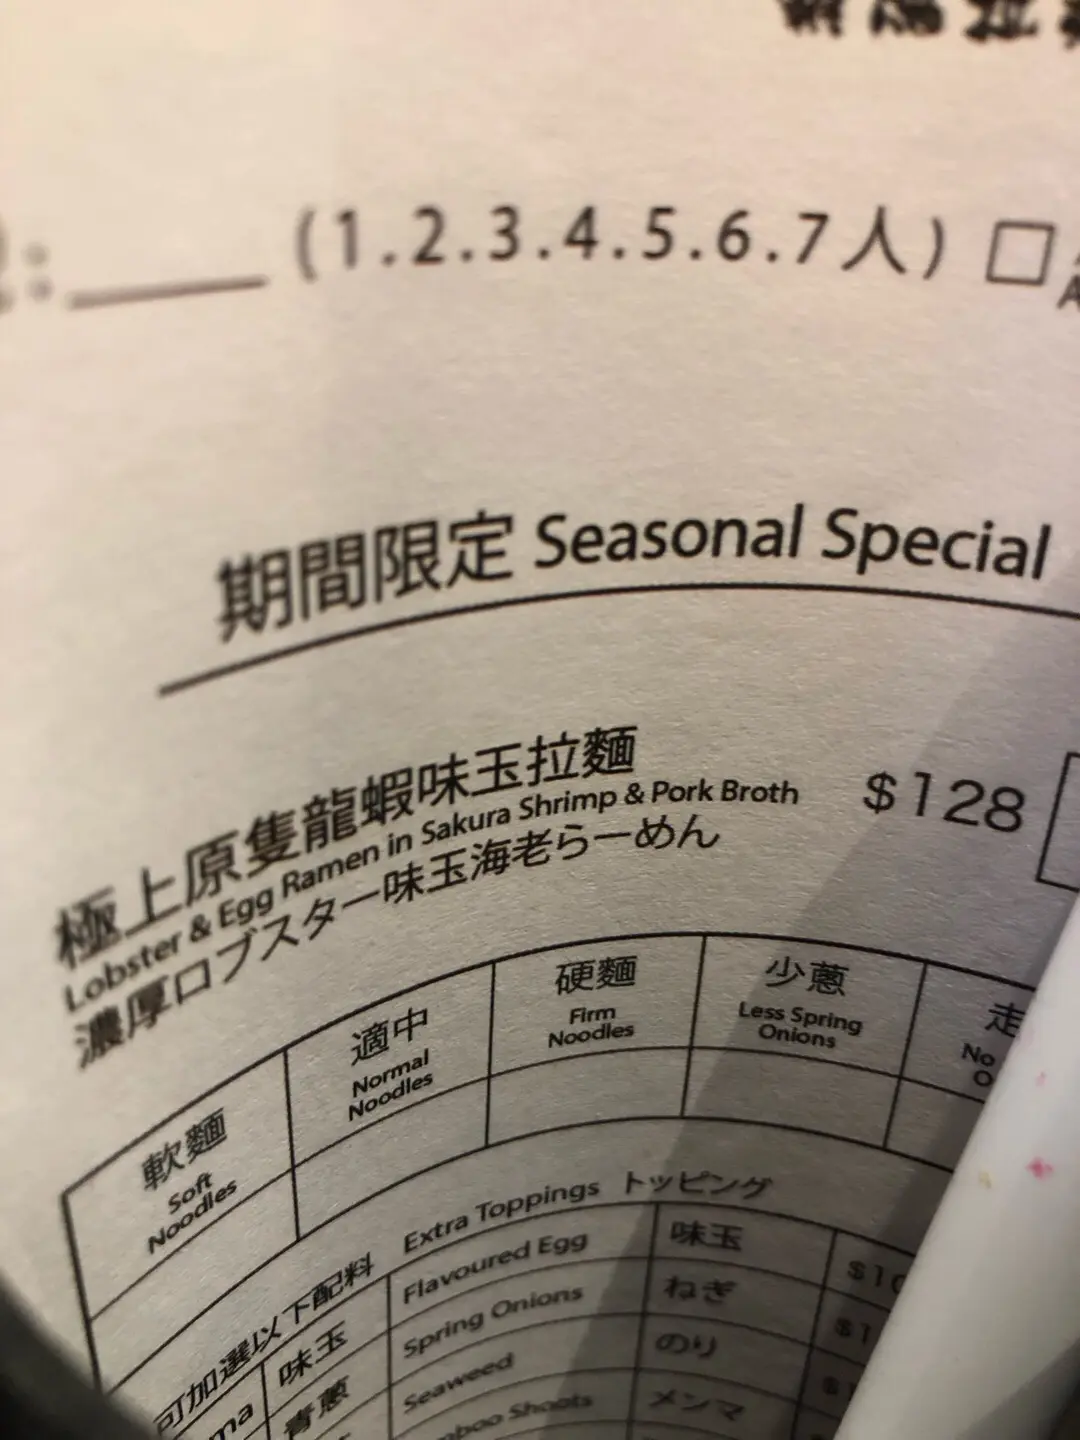 (1.2.3.4.5.6.7人) □
期間限定 Seasonal Special
極上原隻龍蝦味玉拉麵
$128
Lobster & Egg Ramen in Sakura Shrimp & Pork Broth
濃厚ロブスター味玉海老らーめん
軟麵
Soft
Noodles
適中
Normal
Noodles
硬麵
Firm
Noodles
少蔥
Less Spring
Onions
走
No
可加選以下配料 Extra Toppings トッピング
味玉 Flavoured Egg 味玉
青蔥 Spring Onions ねぎ
Seaweed のり
Shoots メンマ